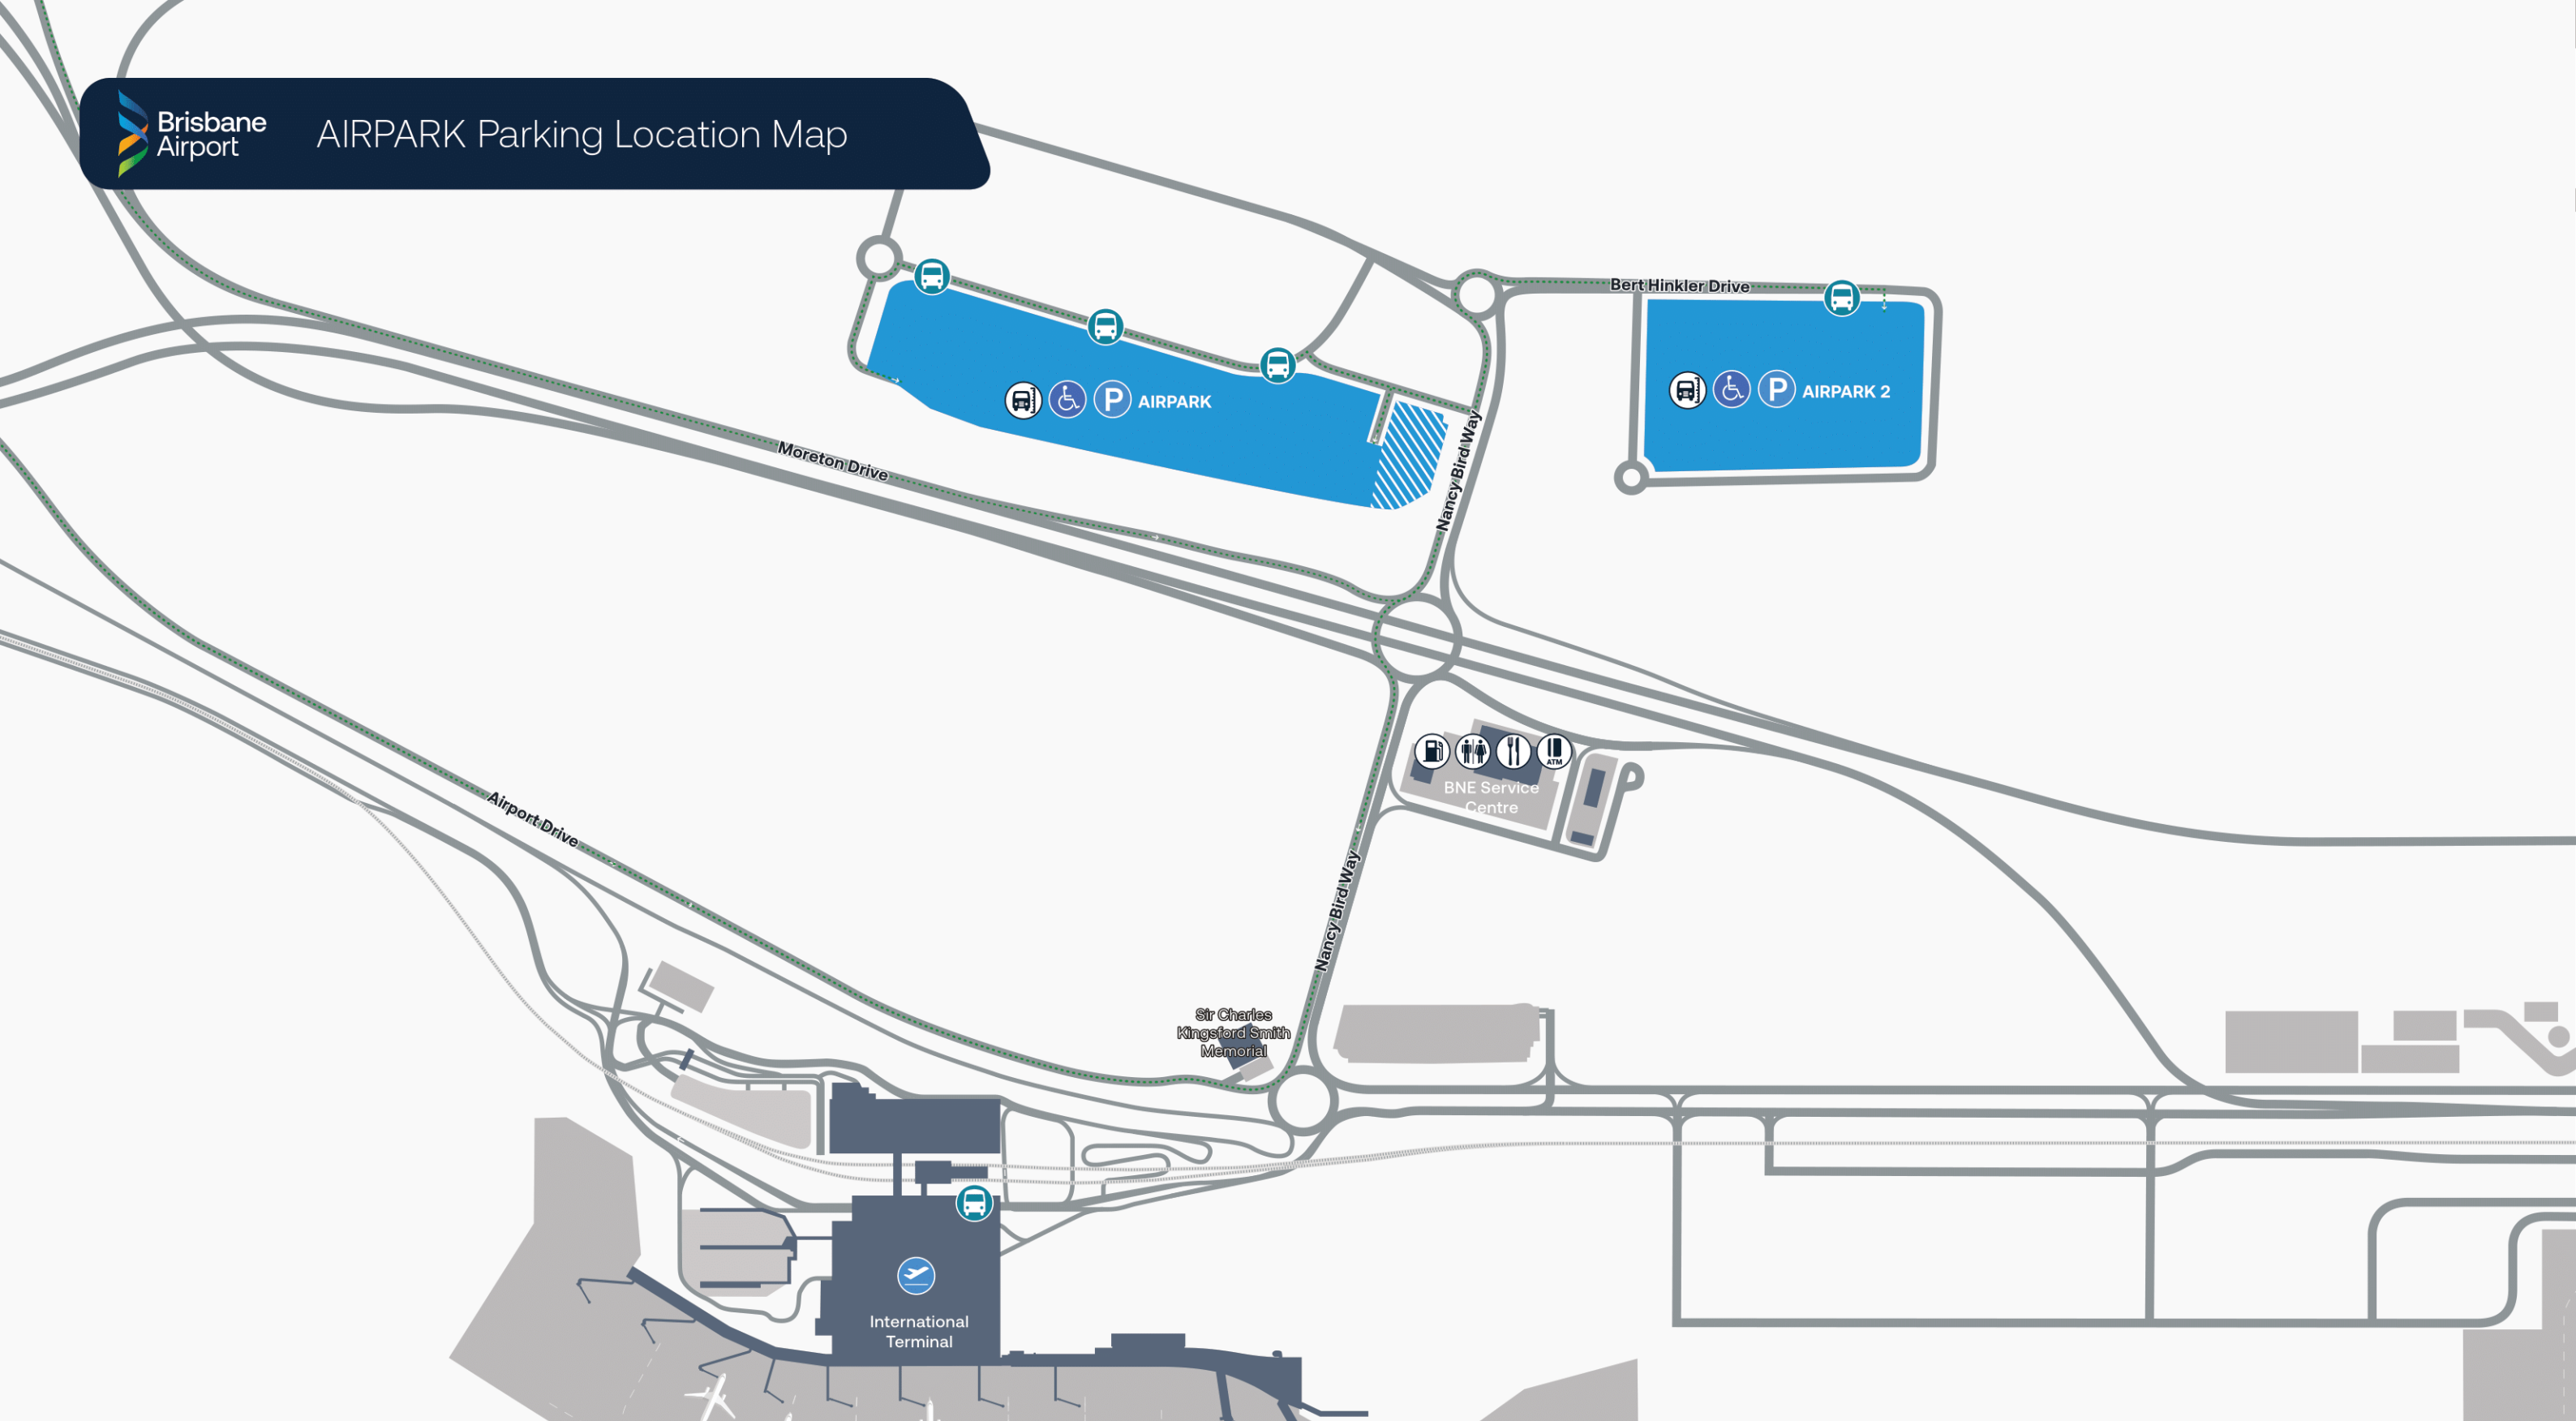 Brisbane
Airport
AIRPARK Parking Location Map
Bert Hinkler Drive
P AIRPARK 2
P AIRPARK
Nancy Bird Way
Moreton Drive
ATM
BNE Service
Centre
Airport Drive
Nancy Bird Way
Sir Charles
Kingsford Smith
Memorial
International
Terminal